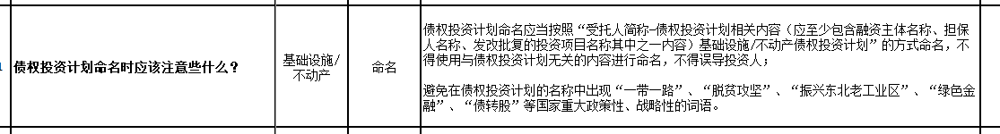 1
债权投资计划命名时应该注意些什么？
基础设施/
不动产
命名
债权投资计划命名应当按照“受托人简称-债权投资计划相关内容（应至少包含融资主体名称、担保
人名称、发改批复的投资项目名称其中之一内容）基础设施/不动产债权投资计划”的方式命名，不
得使用与债权投资计划无关的内容进行命名，不得误导投资人；
避免在债权投资计划的名称中出现“一带一路”、“脱贫攻坚”、“振兴东北老工业区”、“绿色金
融”、“债转股”等国家重大政策性、战略性的词语。